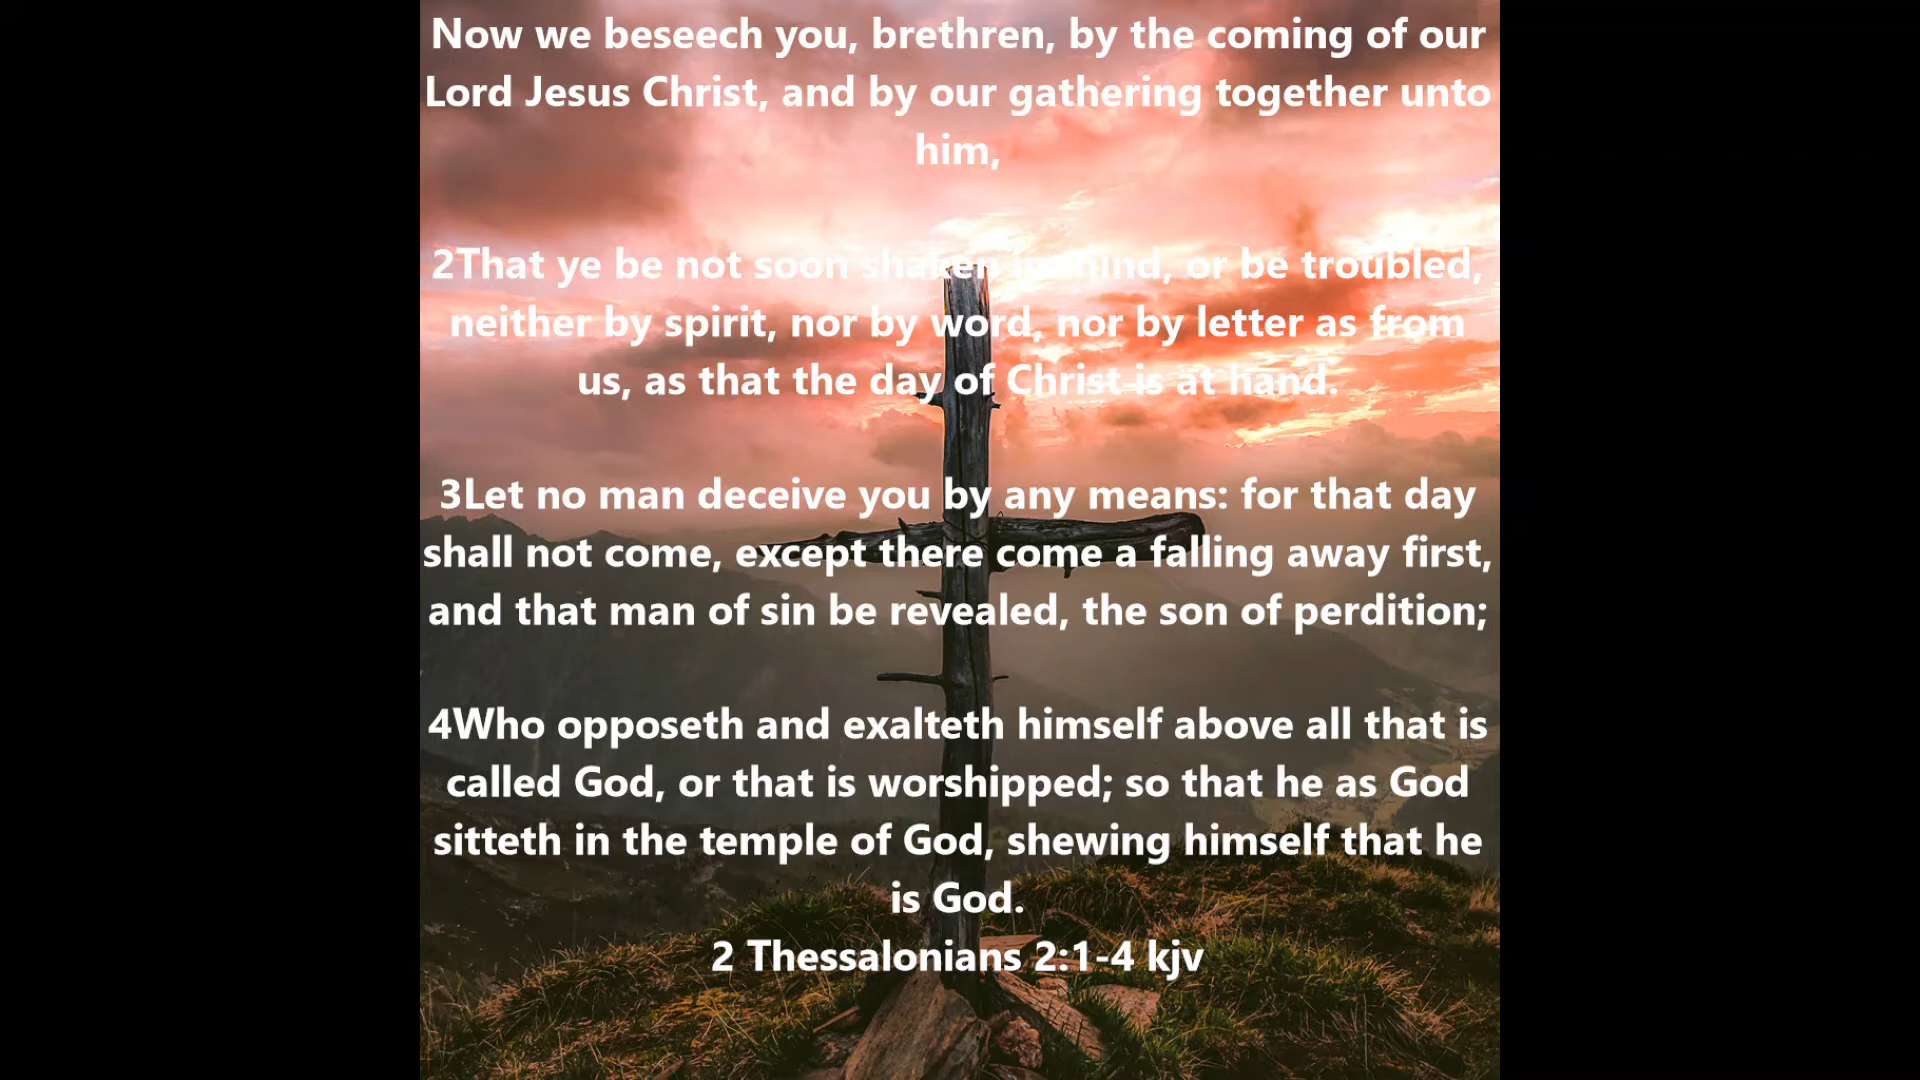 Now we beseech you, brethren, by the coming of our
Lord Jesus Christ, and by our gathering together unto
him,
2That ye be not soon shaken in mind, or be troubled,
neither by spirit, nor by word, nor by letter as from
us, as that the day of Christ is at hand.
3Let no man deceive you by any means: for that day
shall not come, except there come a falling away first,
and that man of sin be revealed, the son of perdition;
4Who opposeth and exalteth himself above all that is
called God, or that is worshipped; so that he as God
sitteth in the temple of God, shewing himself that he
is God.
2 Thessalonians 2:1-4 kjv